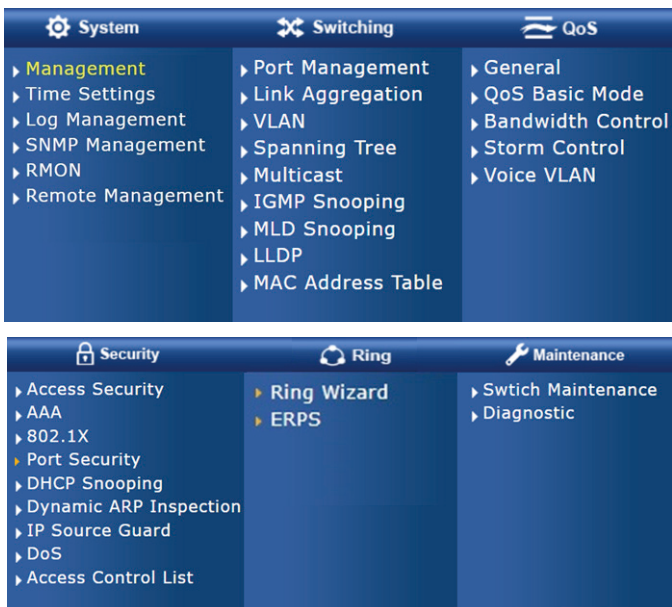 System
Management
Time Settings
Log Management
SNMP Management
RMON
Remote Management
Switching
Port Management
Link Aggregation
VLAN
Spanning Tree
Multicast
IGMP Snooping
MLD Snooping
LLDP
MAC Address Table
QoS
General
QoS Basic Mode
Bandwidth Control
Storm Control
Voice VLAN
Security
Access Security
AAA
802.1X
Port Security
DHCP Snooping
Dynamic ARP Inspection
IP Source Guard
DoS
Access Control List
Ring
Ring Wizard
ERPS
Maintenance
Swtich Maintenance
Diagnostic